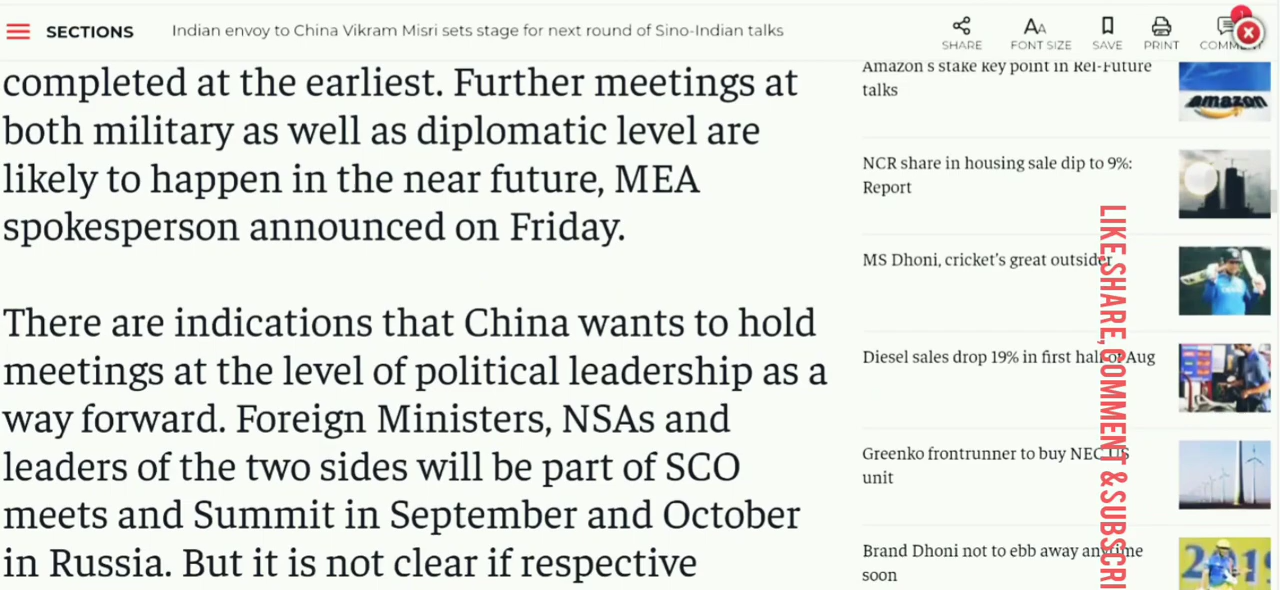 SECTIONS
Indian envoy to China Vikram Misri sets stage for next round of Sino-Indian talks
SHARE
FONT SIZE
SAVE
PRINT
1
completed at the earliest. Further meetings at
both military as well as diplomatic level are
likely to happen in the near future, MEA
spokesperson announced on Friday.
There are indications that China wants to hold
meetings at the level of political leadership as a
way forward. Foreign Ministers, NSAs and
leaders of the two sides will be part of SCO
meets and Summit in September and October
in Russia. But it is not clear if respective
Amazon's stake key point in Rel-Future
talks
amazon
NCR share in housing sale dip to 9%:
Report
MS Dhoni, cricket's great outsider
Diesel sales drop 19% in first half of Aug
Greenko frontrunner to buy NEC US
unit
Brand Dhoni not to ebb away anytime
soon
2019
LIKE,SHARE,COMMENT & SUBSCRI